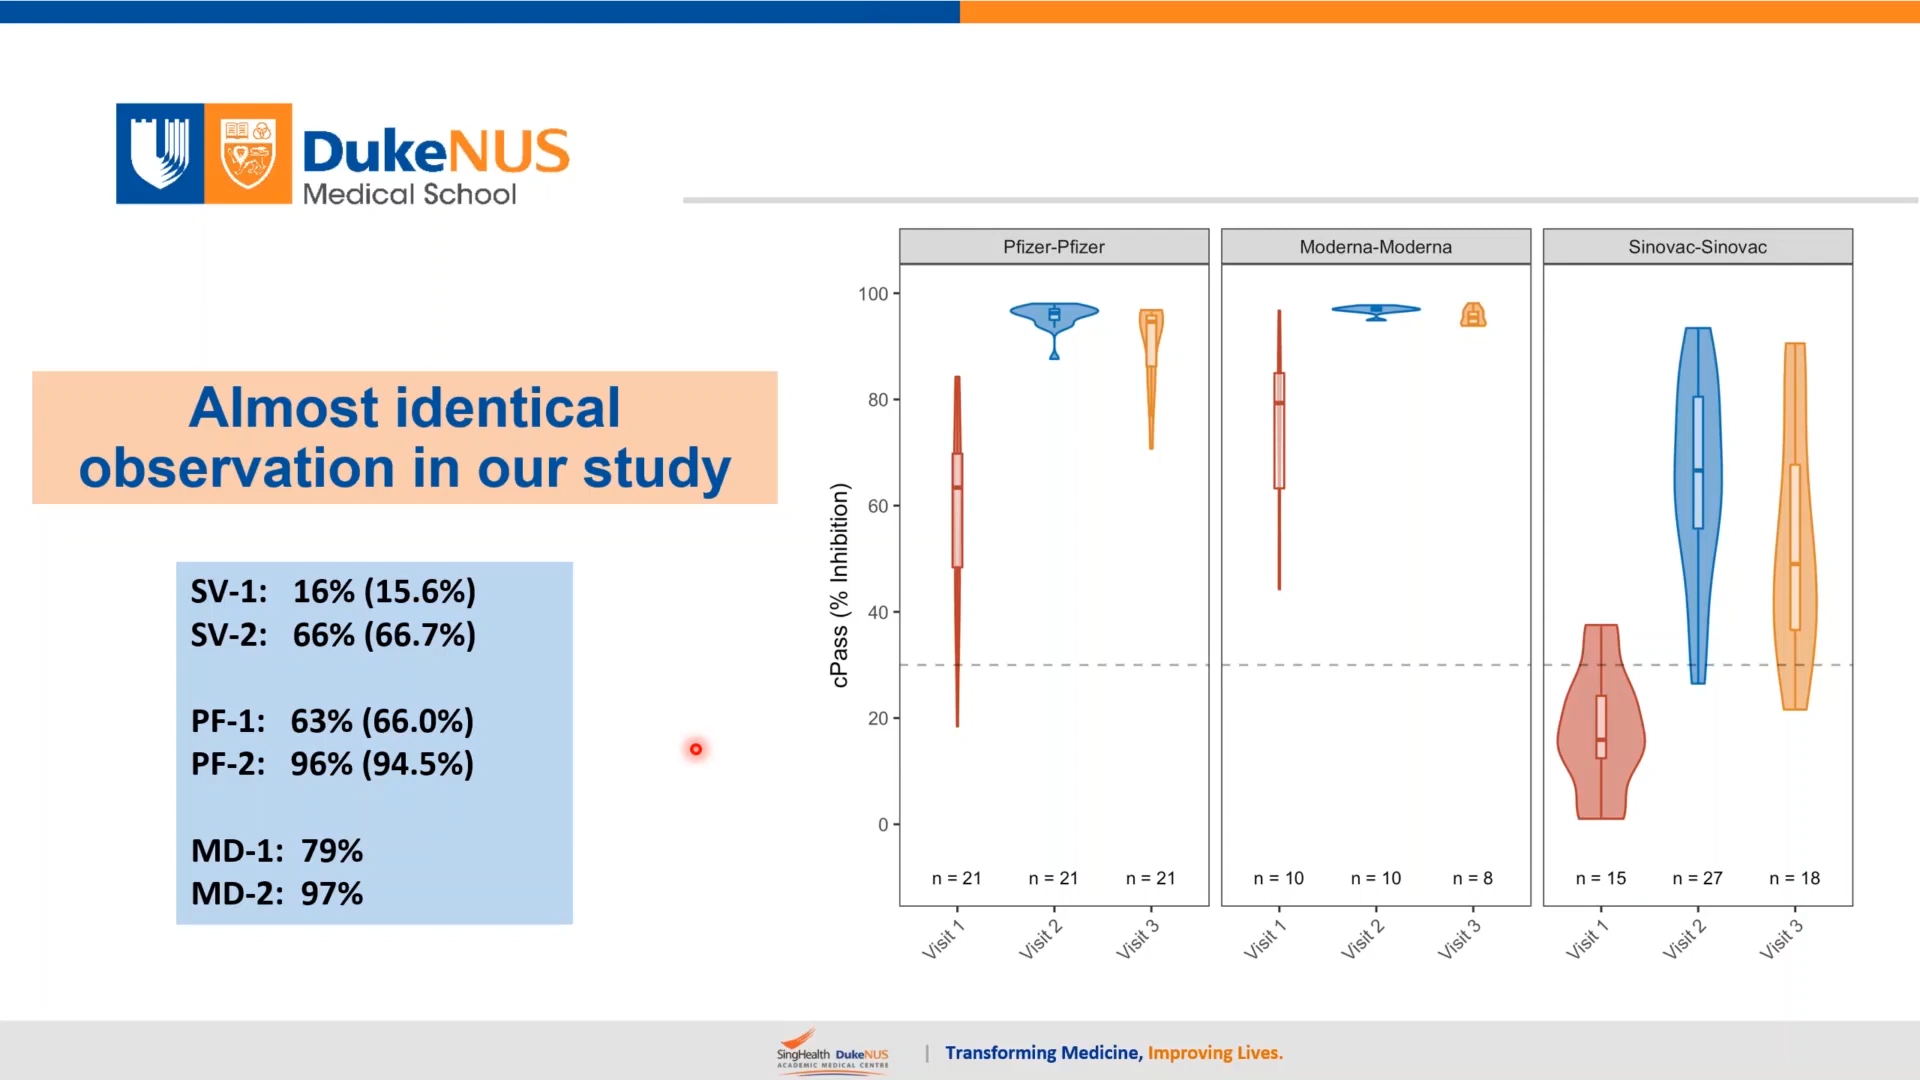 DukeNUS
Medical School
Almost identical
observation in our study
SV-1: 16% (15.6%)
SV-2: 66% (66.7%)
PF-1: 63% (66.0%)
PF-2: 96% (94.5%)
MD-1: 79%
MD-2: 97%
Pfizer-Pfizer
Moderna-Moderna
Sinovac-Sinovac
cPass (% Inhibition)
100
80
60
40
20
0
n = 21
n = 21
n = 21
n = 10
n = 10
n = 8
n = 15
n = 27
n = 18
Visit 1
Visit 2
Visit 3
Visit 1
Visit 2
Visit 3
Visit 1
Visit 2
Visit 3
SingHealth DukeNUS
ACADEMIC MEDICAL CENTRE
| Transforming Medicine, Improving Lives.